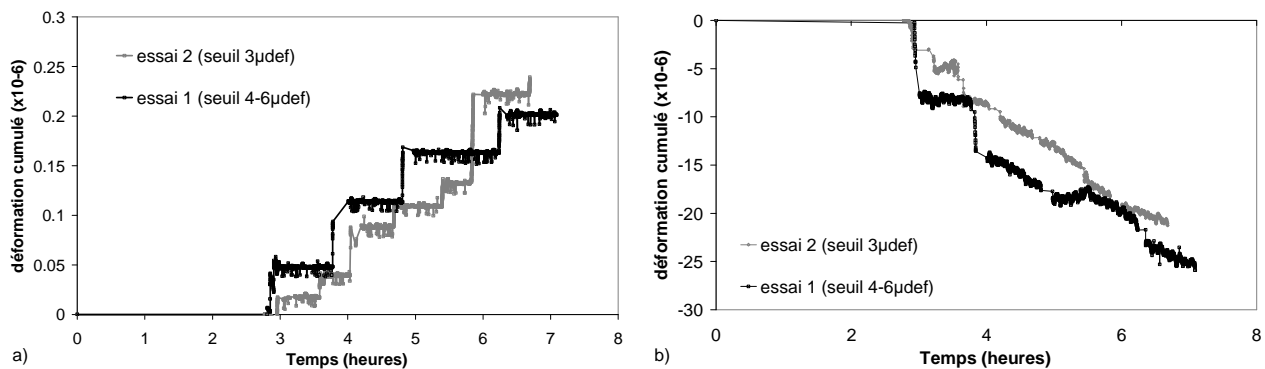 déformation cumulé (x10-6)
0.3
0.25
0.2
0.15
0.1
0.05
0
essai 2 (seuil 3µdef)
essai 1 (seuil 4-6µdef)
0 1 2 3 4 5 6 7 8
Temps (heures)
a)
déformation cumulé (x10-6)
0
-5
-10
-15
-20
-25
-30
essai 2 (seuil 3µdef)
essai 1 (seuil 4-6µdef)
0 2 4 6 8
Temps (heures)
b)